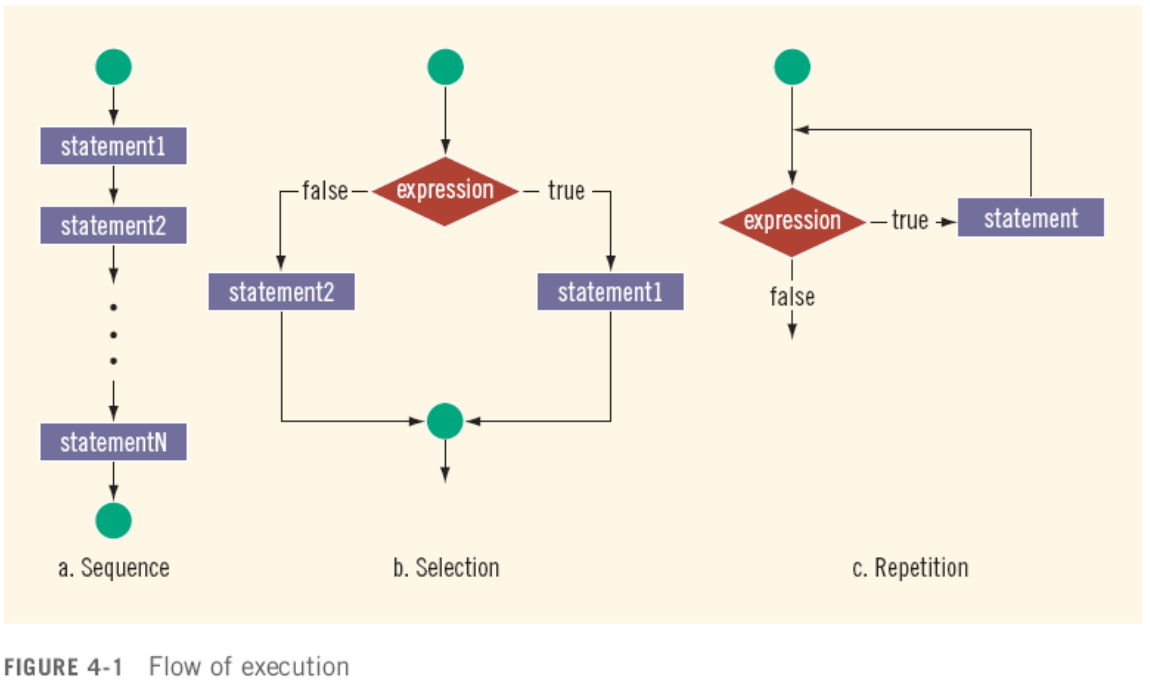 statement1
statement2
statementN
a. Sequence
expression
false
true
statement2
statement1
b. Selection
expression
true
statement
false
c. Repetition
FIGURE 4-1 Flow of execution